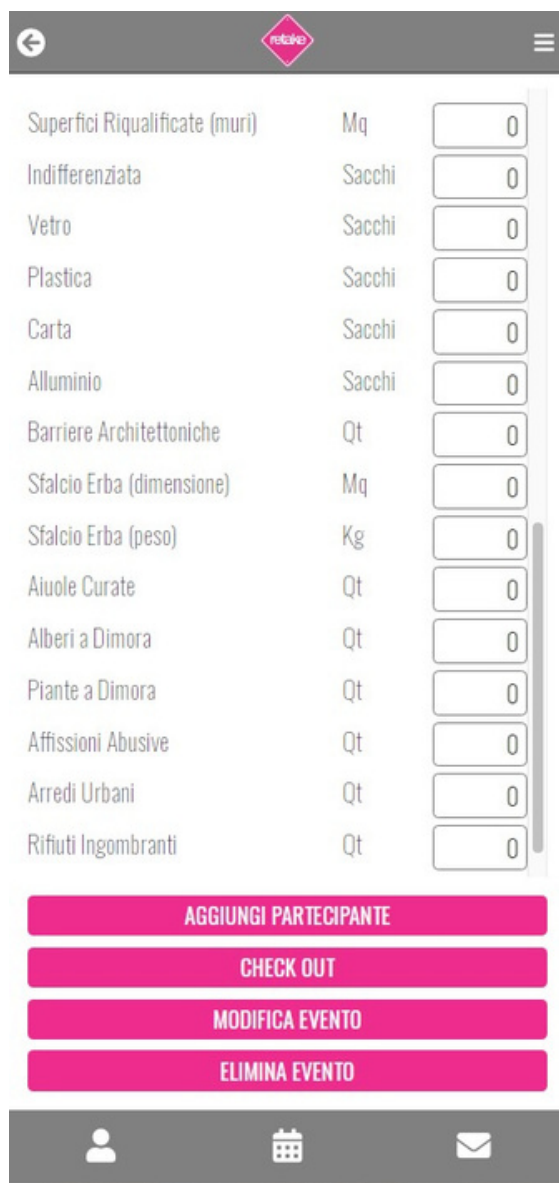 retake
Superfici Riqualificate (muri) Mq 0
Indifferenziata Sacchi 0
Vetro Sacchi 0
Plastica Sacchi 0
Carta Sacchi 0
Alluminio Sacchi 0
Barriere Architettoniche Qt 0
Sfalcio Erba (dimensione) Mq 0
Sfalcio Erba (peso) Kg 0
Aiuole Curate Qt 0
Alberi a Dimora Qt 0
Piante a Dimora Qt 0
Affissioni Abusive Qt 0
Arredi Urbani Qt 0
Rifiuti Ingombranti Qt 0
AGGIUNGI PARTECIPANTE
CHECK OUT
MODIFICA EVENTO
ELIMINA EVENTO